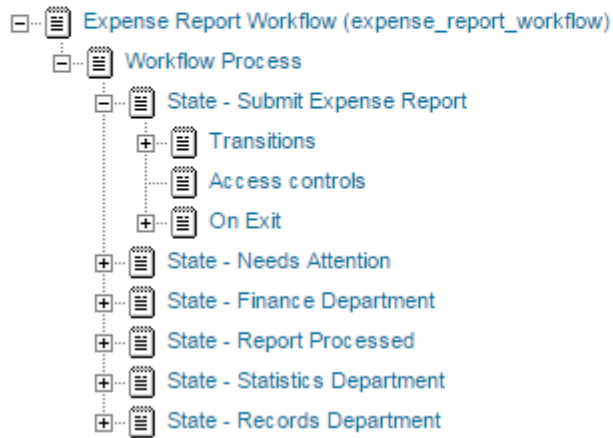 Expense Report Workflow (expense_report_workflow)
Workflow Process
State - Submit Expense Report
Transitions
Access controls
On Exit
State - Needs Attention
State - Finance Department
State - Report Processed
State - Statistics Department
State - Records Department